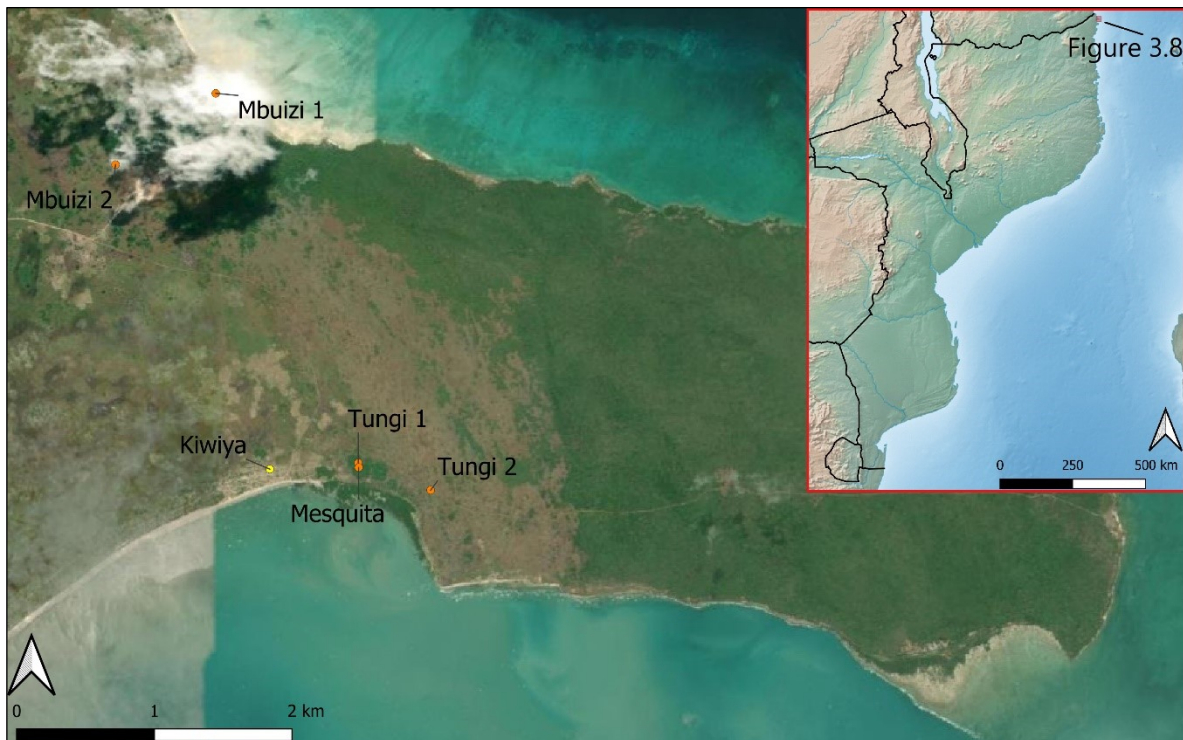 Mbuizi 1
Mbuizi 2
Kiwiya
Tungi 1
Mesquita
Tungi 2
0 1 2 km
Figure 3.8
0 250 500 km